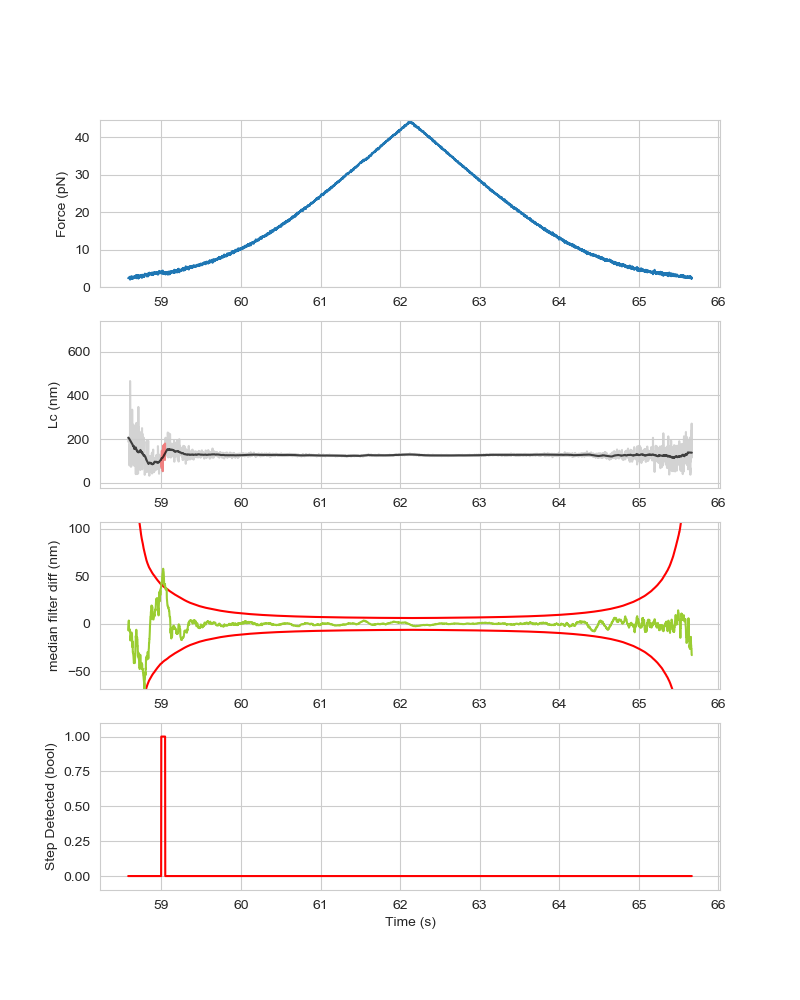 Force (pN)
40
30
20
10
0
59 60 61 62 63 64 65 66
Lc (nm)
600
400
200
0
59 60 61 62 63 64 65 66
median filter diff (nm)
100
50
0
−50
59 60 61 62 63 64 65 66
Step Detected (bool)
1.00
0.75
0.50
0.25
0.00
59 60 61 62 63 64 65 66
Time (s)